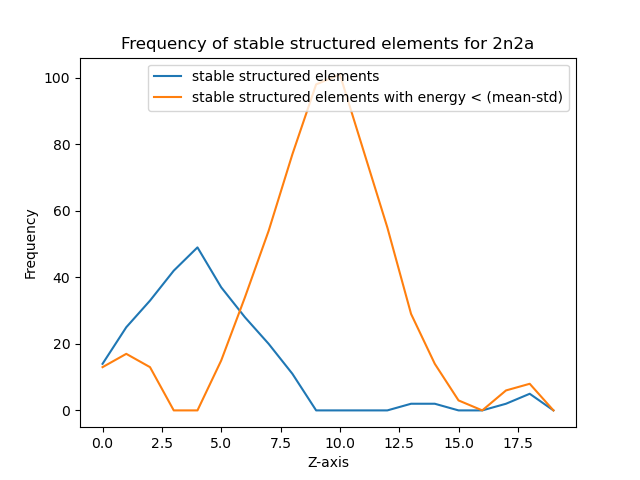 Frequency of stable structured elements for 2n2a
stable structured elements
stable structured elements with energy < (mean-std)
100
80
60
40
20
0
Frequency
0.0 2.5 5.0 7.5 10.0 12.5 15.0 17.5
Z-axis